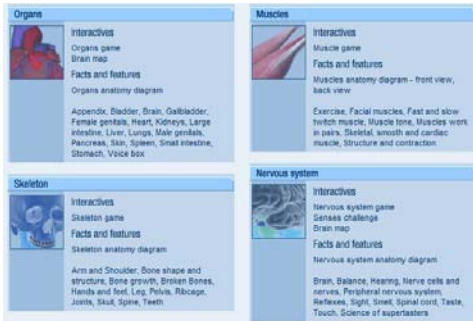 Organs
Interactives
Organs game
Brain map
Facts and features
Organs anatomy diagram
Appendix, Bladder, Brain, Gallbladder,
Female genitals, Heart, Kidneys, Large
intestine, Liver, Lungs, Male genitals,
Pancreas, Skin, Spleen, Small intestine,
Stomach, Voice box
Muscles
Interactives
Muscle game
Facts and features
Muscles anatomy diagram - front view,
back view
Exercise, Facial muscles, Fast and slow
twitch muscle, Muscle tone, Muscles work
in pairs, Skeletal, smooth and cardiac
muscle, Structure and contraction
Skeleton
Interactives
Skeleton game
Facts and features
Skeleton anatomy diagram
Arm and Shoulder, Bone shape and
structure, Bone growth, Broken Bones,
Hands and feet, Leg, Pelvis, Ribcage,
Joints, Skull, Spine, Teeth
Nervous system
Interactives
Nervous system game
Senses challenge
Brain map
Facts and features
Nervous system anatomy diagram
Brain, Balance, Hearing, Nerve cells and
nerves, Peripheral nervous system,
Reflexes, Sight, Smell, Spinal cord, Taste,
Touch, Science of supertasters